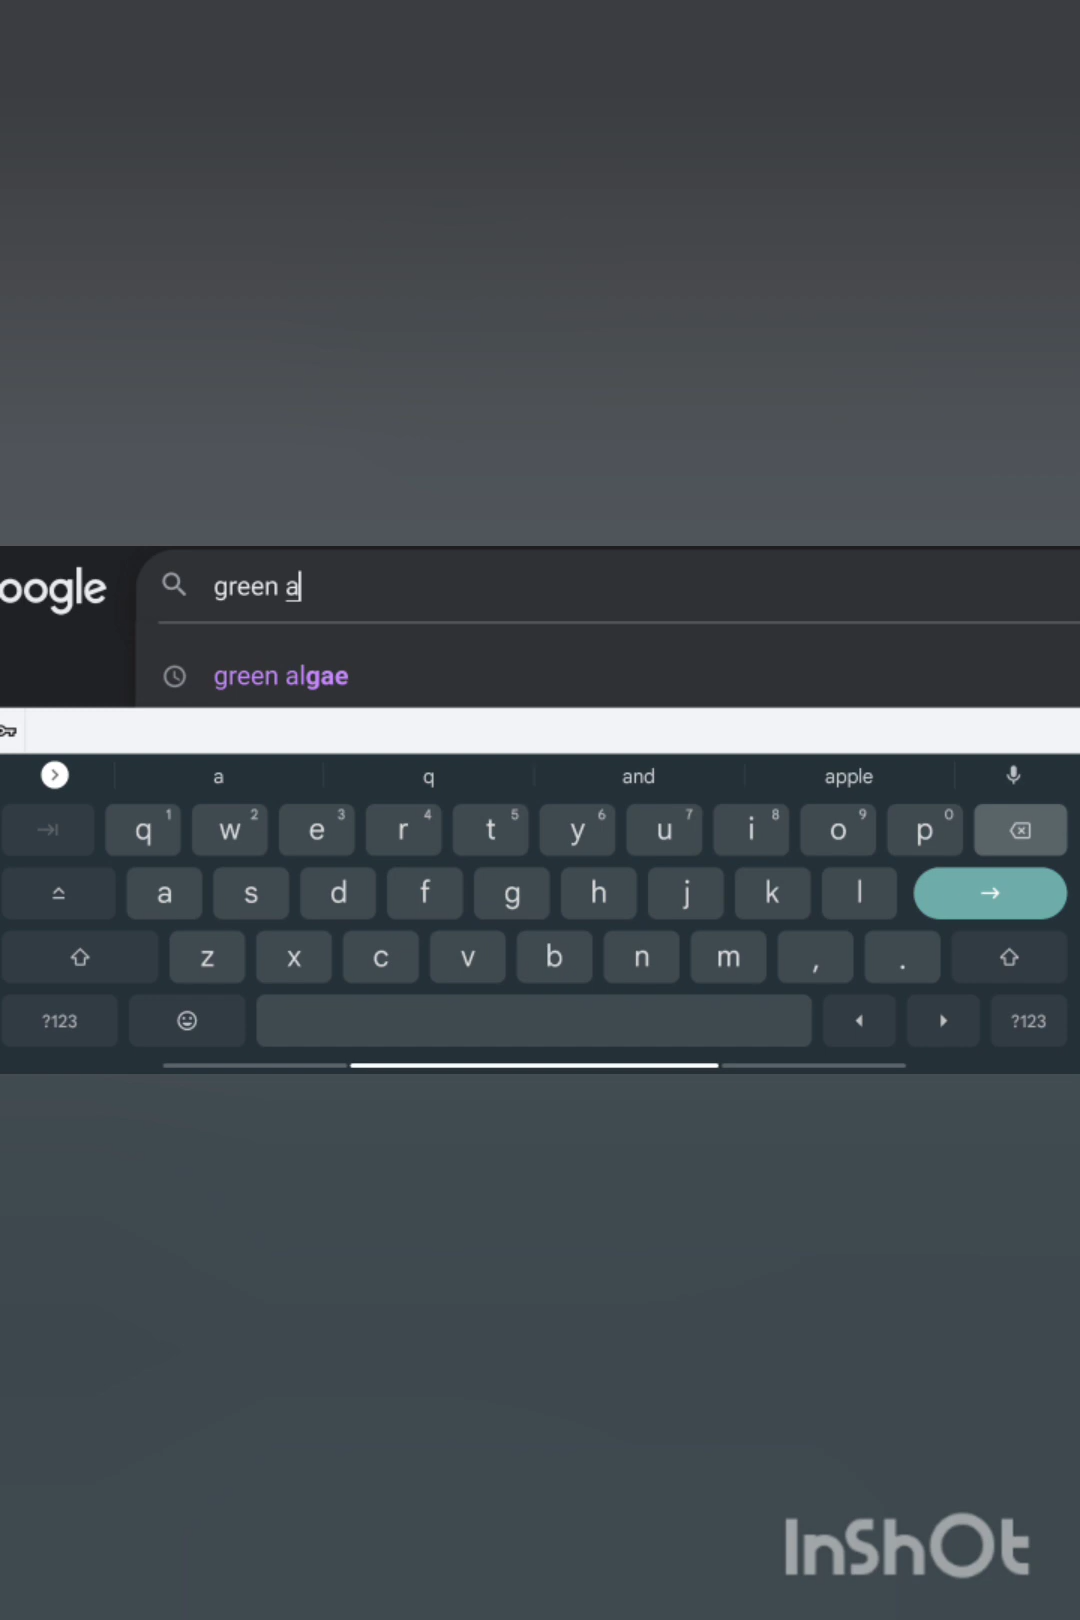 oogle
green a
green algae
a q and apple
q 1 w 2 e 3 r 4 t 5 y 6 u 7 i 8 o 9 p 0
a s d f g h j k l
z x c v b n m , .
?123 ?123
InShOt